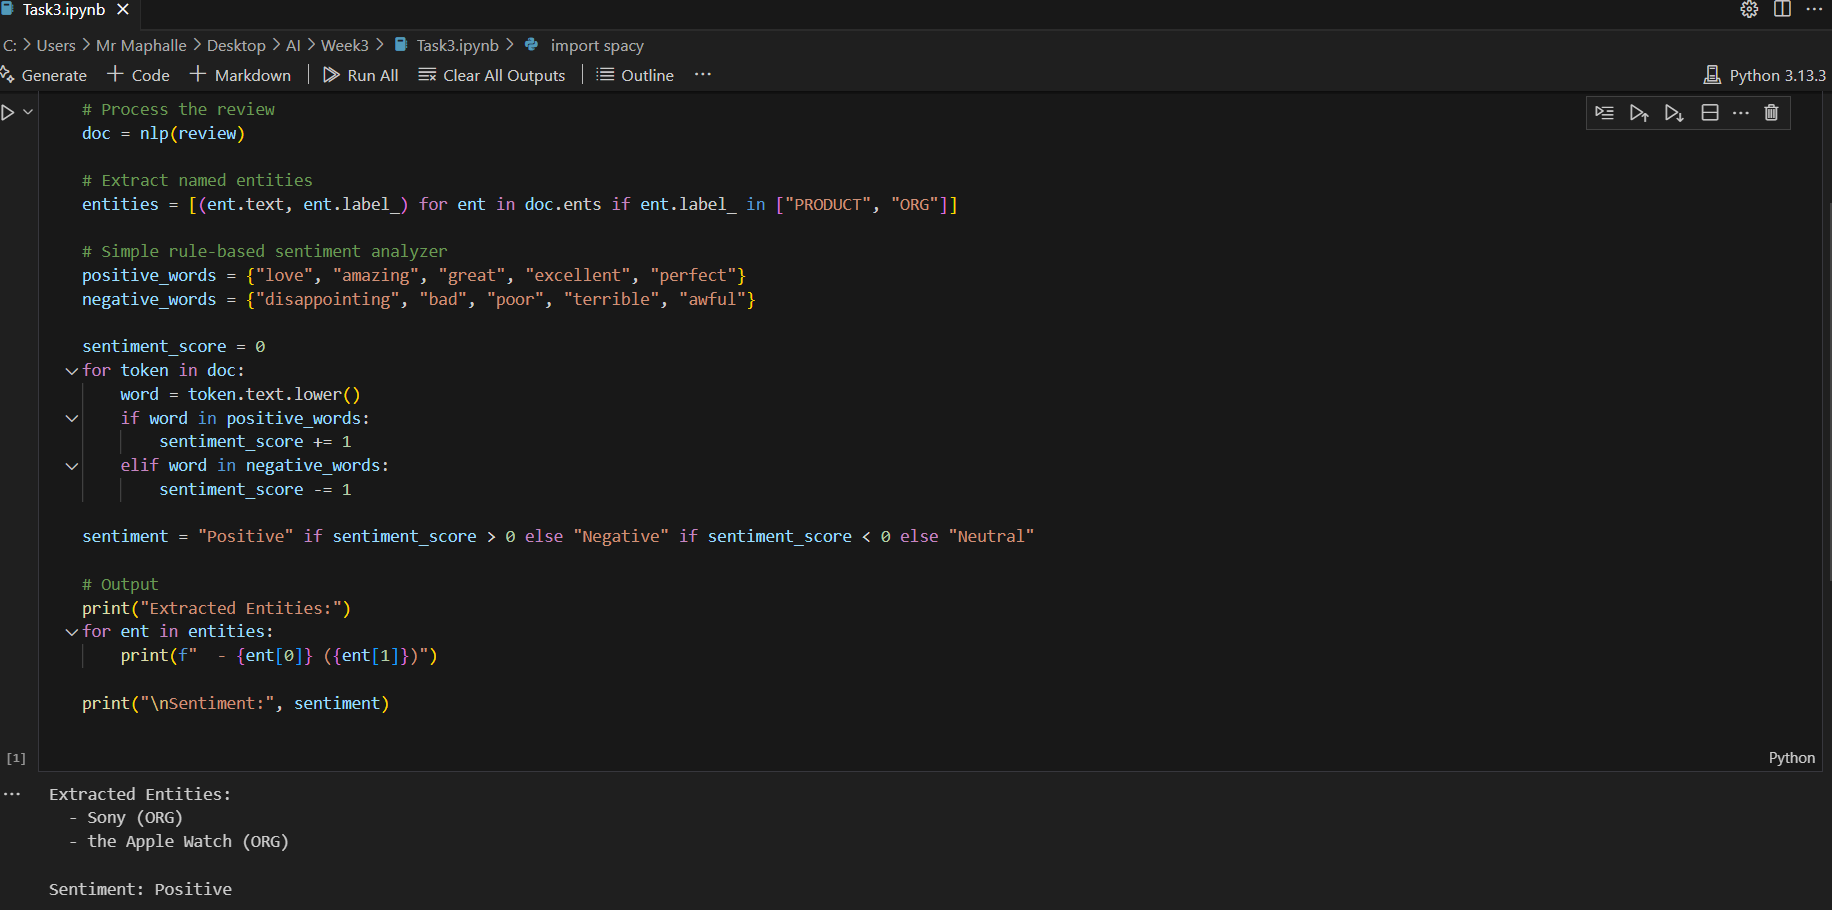 Task3.ipynb
C: > Users > Mr Maphalle > Desktop > AI > Week3 > Task3.ipynb > import spacy
Generate + Code + Markdown Run All Clear All Outputs Outline ··· Python 3.13.3
# Process the review
doc = nlp(review)
# Extract named entities
entities = [(ent.text, ent.label_) for ent in doc.ents if ent.label_ in ["PRODUCT", "ORG"]]
# Simple rule-based sentiment analyzer
positive_words = {"love", "amazing", "great", "excellent", "perfect"}
negative_words = {"disappointing", "bad", "poor", "terrible", "awful"}
sentiment_score = 0
for token in doc:
    word = token.text.lower()
    if word in positive_words:
        sentiment_score += 1
    elif word in negative_words:
        sentiment_score -= 1
sentiment = "Positive" if sentiment_score > 0 else "Negative" if sentiment_score < 0 else "Neutral"
# Output
print("Extracted Entities:")
for ent in entities:
    print(f"  - {ent[0]} ({ent[1]})")
print("\nSentiment:", sentiment)
[1]
Python
Extracted Entities:
  - Sony (ORG)
  - the Apple Watch (ORG)
Sentiment: Positive